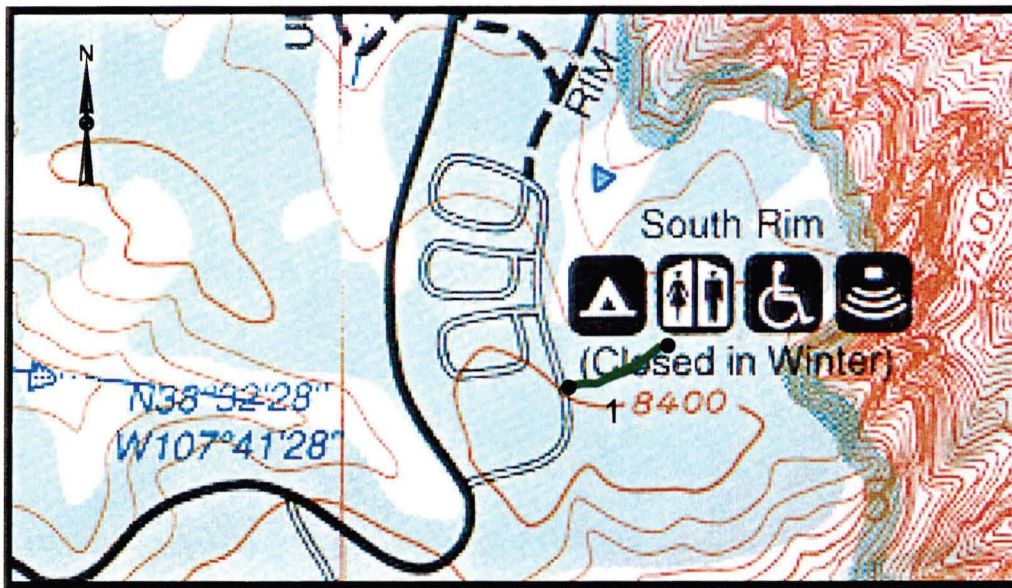 N
RIM
South Rim
7400
(Closed in Winter)
N38°32'28"
W107°41'28"
8400
1